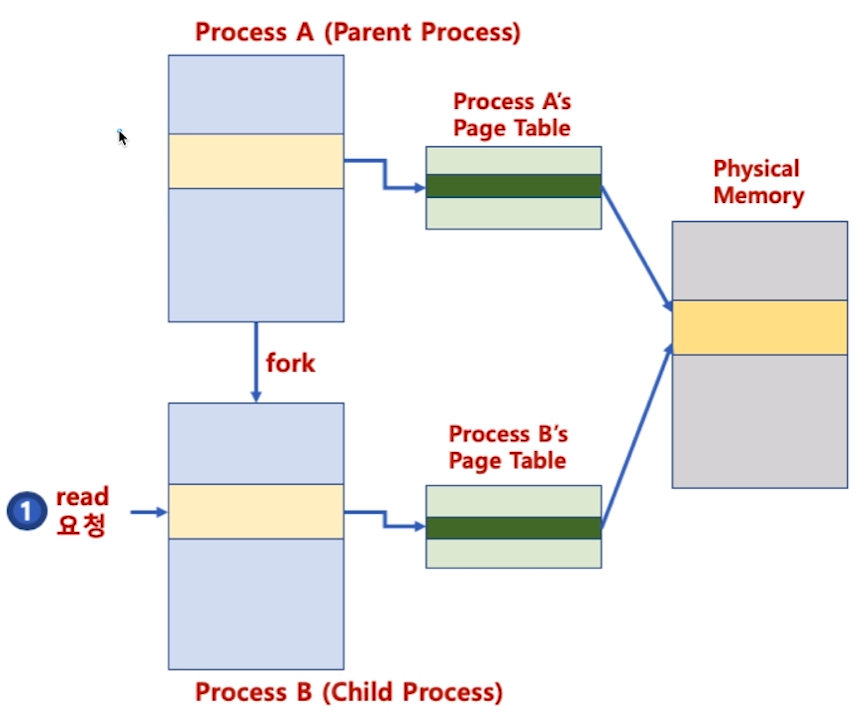 Process A (Parent Process)
Process A's
Page Table
Physical
Memory
fork
Process B's
Page Table
1
read
요청
Process B (Child Process)